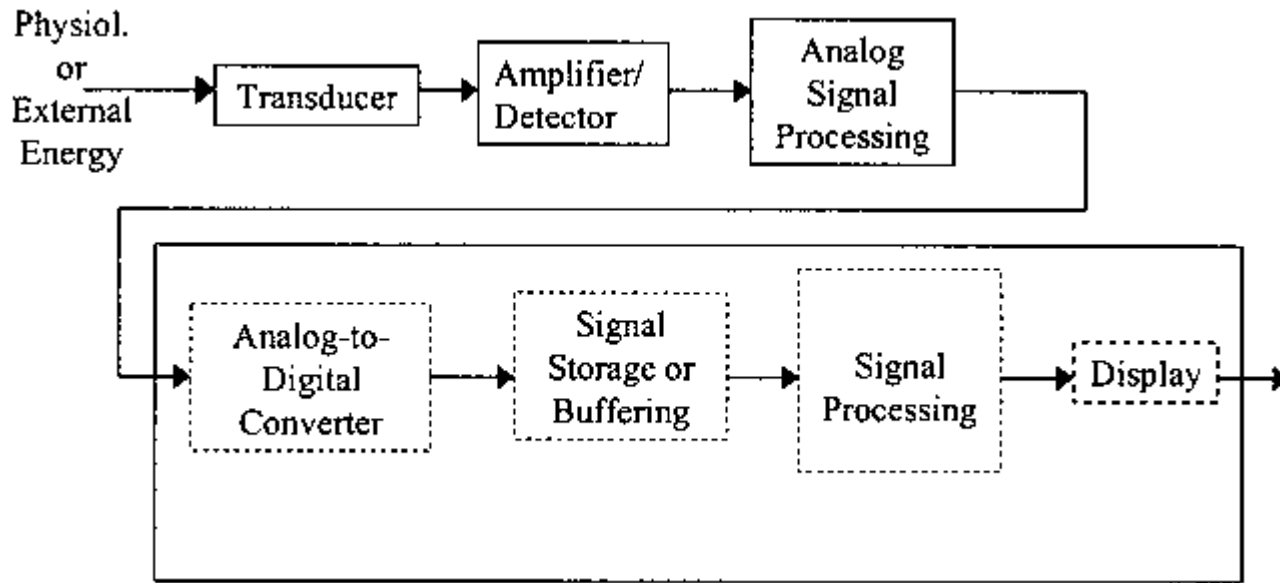 Physiol.
or
External
Energy
Transducer
Amplifier/
Detector
Analog
Signal
Processing
Analog-to-
Digital
Converter
Signal
Storage or
Buffering
Signal
Processing
Display